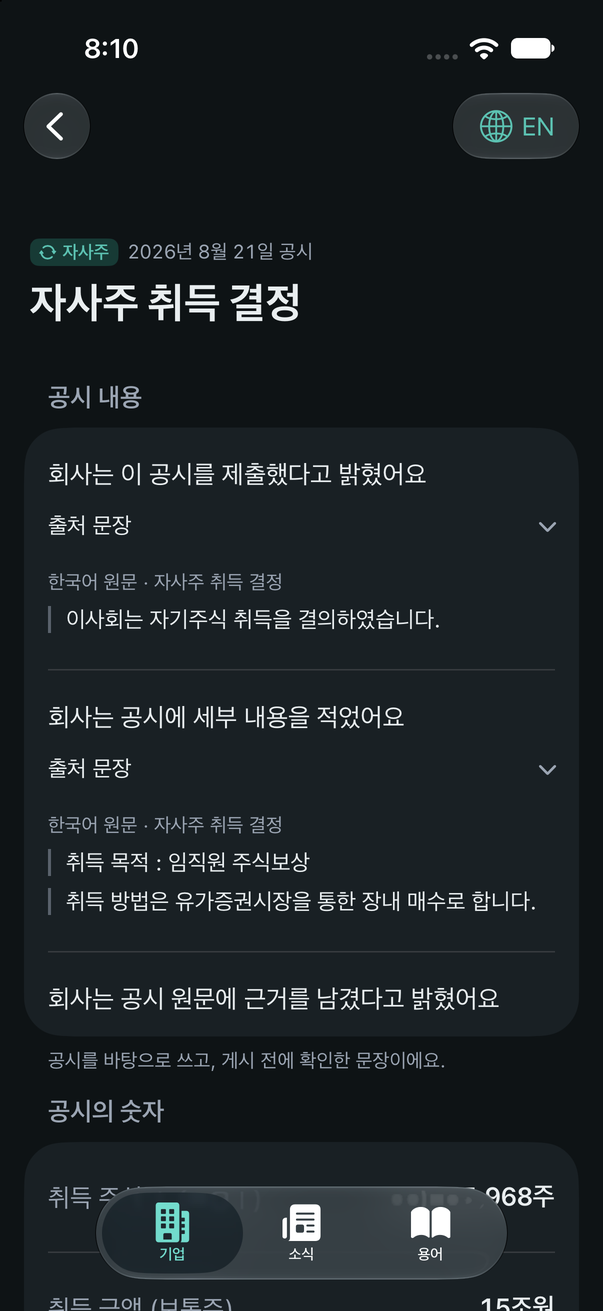 8:10
EN
자사주 2026년 8월 21일 공시
자사주 취득 결정
공시 내용
회사는 이 공시를 제출했다고 밝혔어요
출처 문장
한국어 원문 · 자사주 취득 결정
이사회는 자기주식 취득을 결의하였습니다.
회사는 공시에 세부 내용을 적었어요
출처 문장
한국어 원문 · 자사주 취득 결정
취득 목적 : 임직원 주식보상
취득 방법은 유가증권시장을 통한 장내 매수로 합니다.
회사는 공시 원문에 근거를 남겼다고 밝혔어요
공시를 바탕으로 쓰고, 게시 전에 확인한 문장이에요.
공시의 숫자
취득 968주
기업 소식 용어
취득 금액 (보통주) 15조원